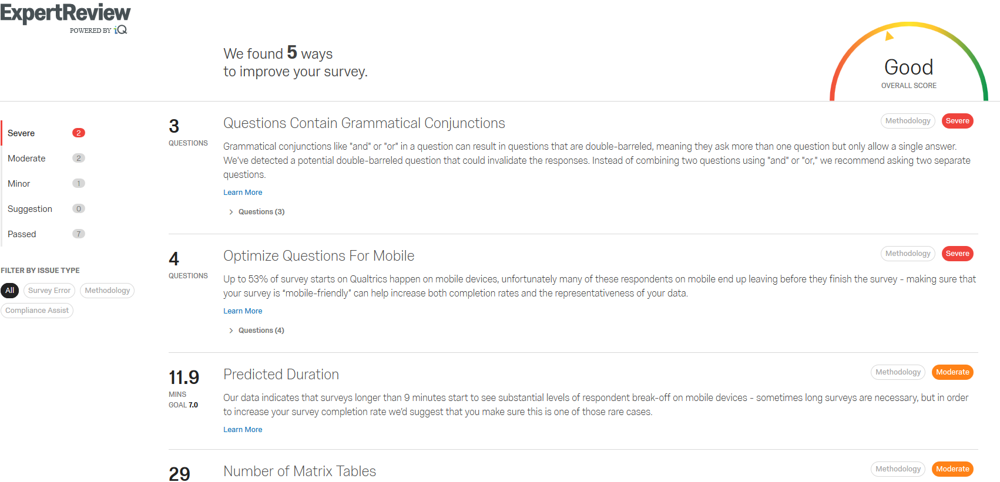 ExpertReview
POWERED BY iQ
We found 5 ways
to improve your survey.
Good
OVERALL SCORE
Severe 2
Moderate 2
Minor 1
Suggestion 0
Passed 7
FILTER BY ISSUE TYPE
All Survey Error Methodology
Compliance Assist
3
QUESTIONS
Questions Contain Grammatical Conjunctions
Methodology Severe
Grammatical conjunctions like "and" or "or" in a question can result in questions that are double-barreled, meaning they ask more than one question but only allow a single answer.
We've detected a potential double-barreled question that could invalidate the responses. Instead of combining two questions using "and" or "or," we recommend asking two separate
questions.
Learn More
Questions (3)
4
QUESTIONS
Optimize Questions For Mobile
Methodology Severe
Up to 53% of survey starts on Qualtrics happen on mobile devices, unfortunately many of these respondents on mobile end up leaving before they finish the survey - making sure that
your survey is “mobile-friendly” can help increase both completion rates and the representativeness of your data.
Learn More
Questions (4)
11.9
MINS
GOAL 7.0
Predicted Duration
Methodology Moderate
Our data indicates that surveys longer than 9 minutes start to see substantial levels of respondent break-off on mobile devices - sometimes long surveys are necessary, but in order
to increase your survey completion rate we'd suggest that you make sure this is one of those rare cases.
Learn More
29
Number of Matrix Tables
Methodology Moderate